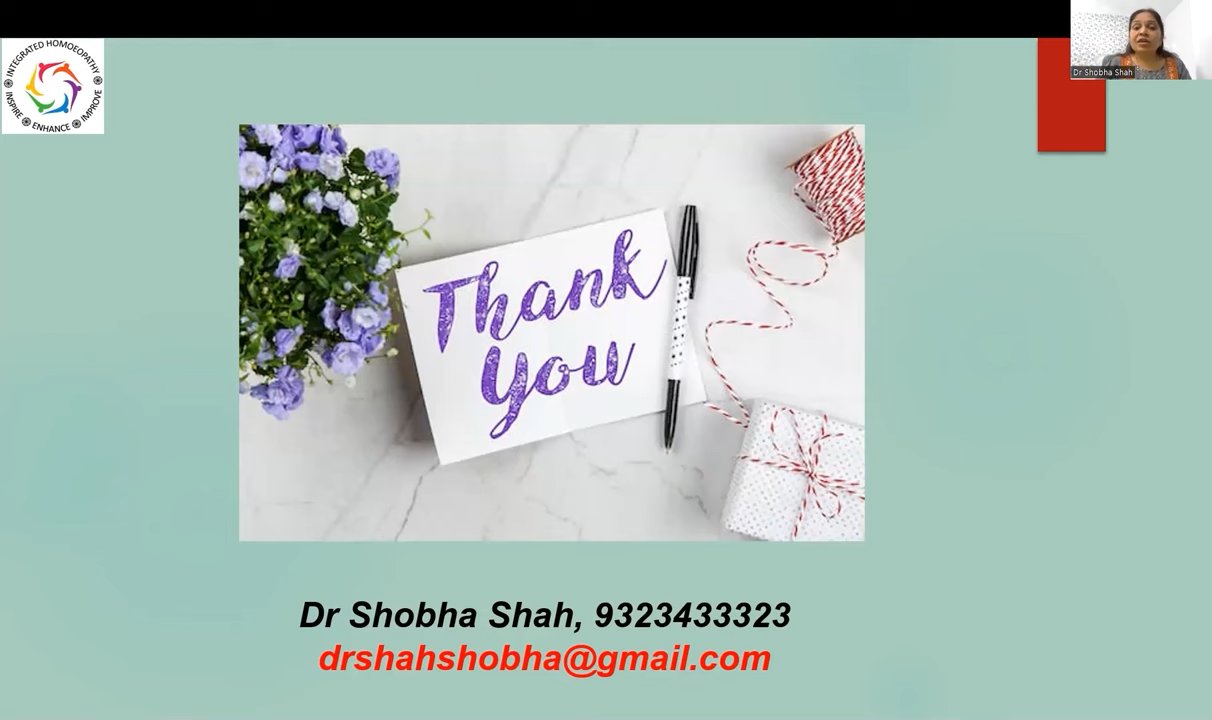 INTEGRATED HOMOEOPATHY
INSPIRE ENHANCE IMPROVE
Dr Shobha Shah
Thank
You
Dr Shobha Shah, 9323433323
drshahshobha@gmail.com